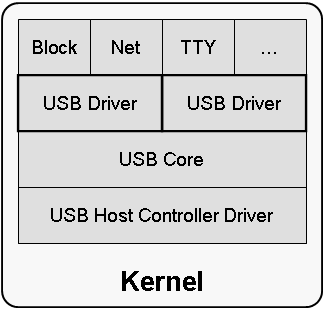 Block Net TTY ...
USB Driver USB Driver
USB Core
USB Host Controller Driver
Kernel